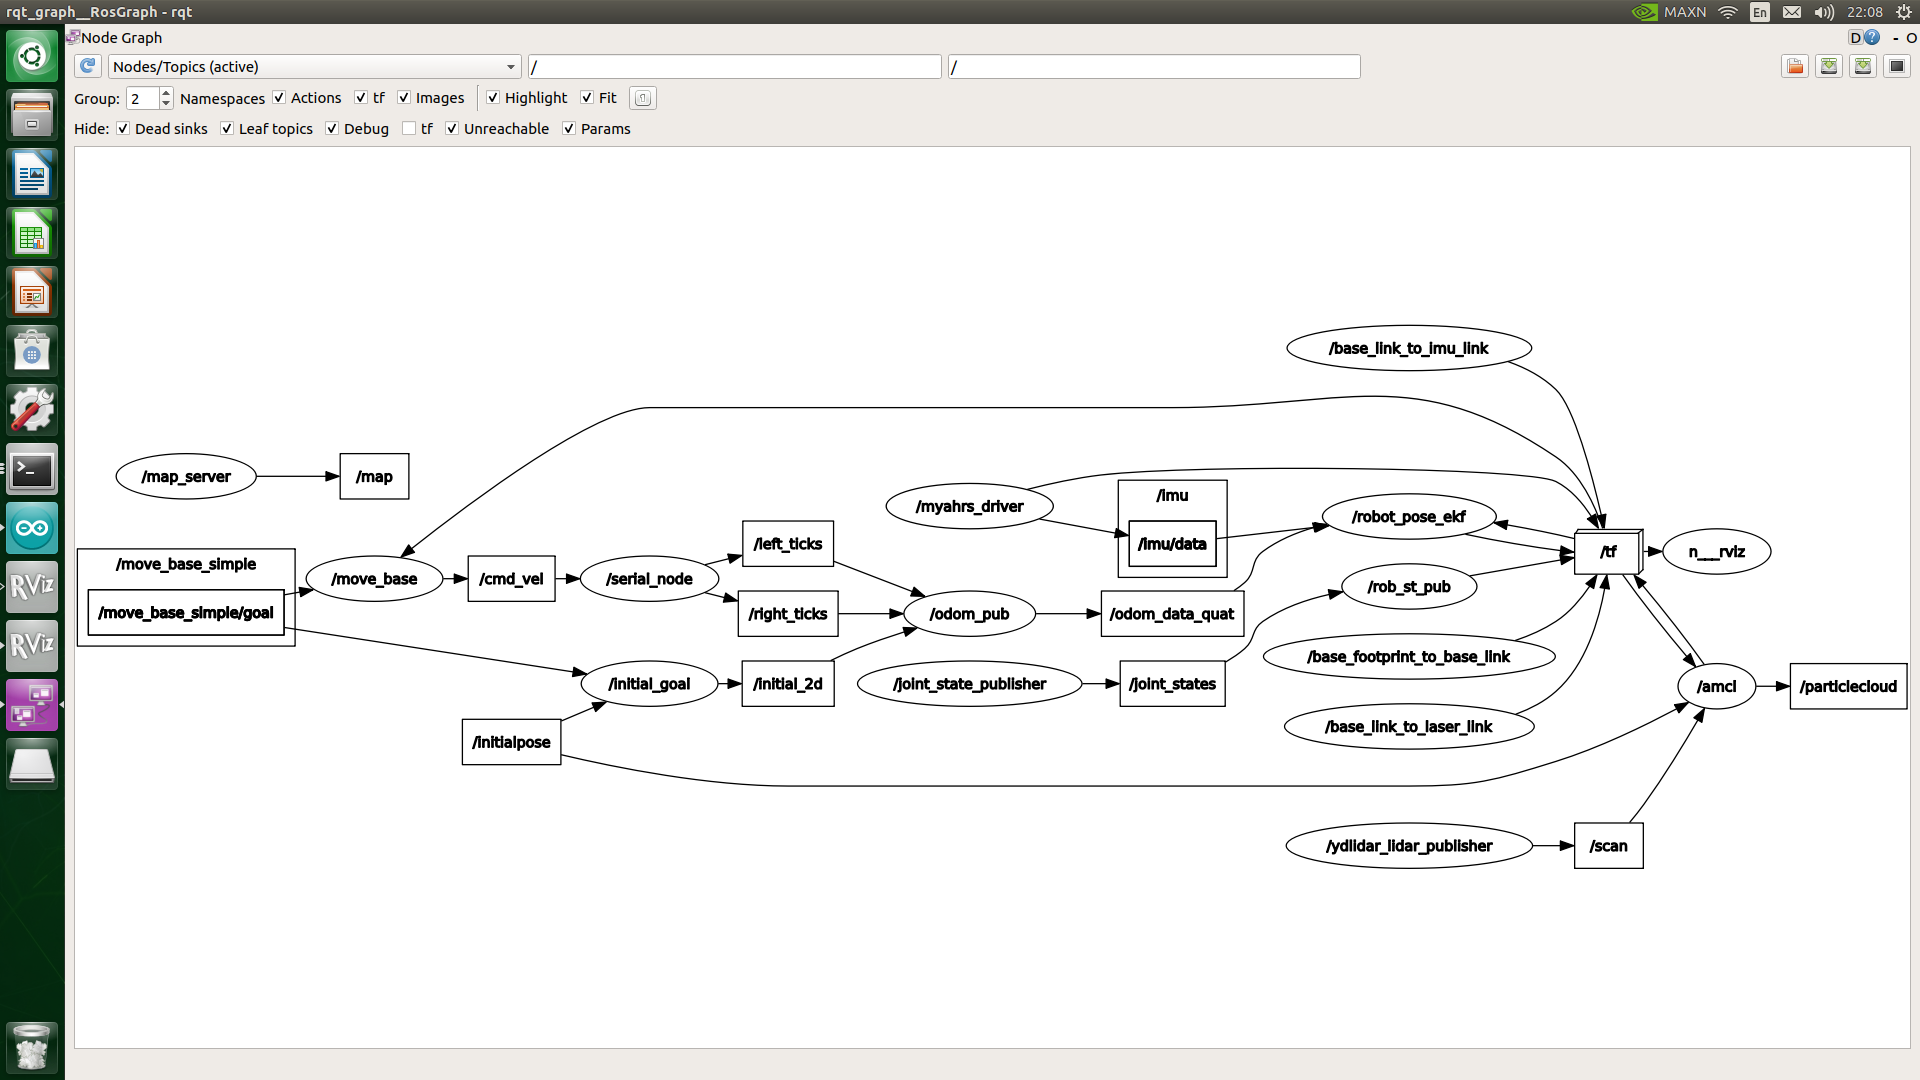 rqt_graph__RosGraph - rqt
MAXN
En
22:08
Node Graph
D
?
- O
Nodes/Topics (active)
/
/
Group: 2 Namespaces Actions tf Images Highlight Fit
Hide: Dead sinks Leaf topics Debug tf Unreachable Params
/base_link_to_imu_link
/map_server
/map
/imu
/myahrs_driver
/robot_pose_ekf
/left_ticks
/imu/data
/tf
n__rviz
/move_base_simple
/move_base
/cmd_vel
/serial_node
/rob_st_pub
/move_base_simple/goal
/right_ticks
/odom_pub
/odom_data_quat
/base_footprint_to_base_link
/initial_goal
/initial_2d
/joint_state_publisher
/joint_states
/amcl
/particlecloud
/base_link_to_laser_link
/initialpose
/ydlidar_lidar_publisher
/scan
RViz
RViz